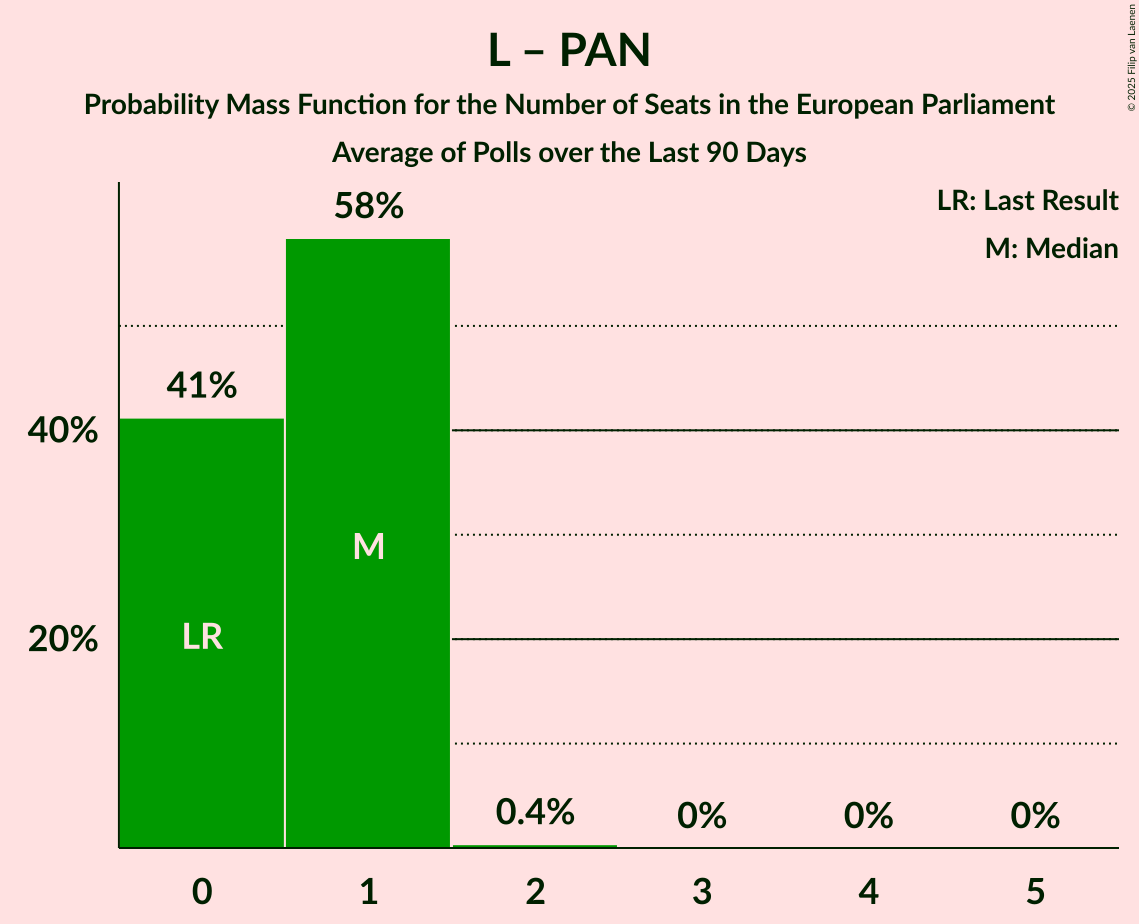 L – PAN
Probability Mass Function for the Number of Seats in the European Parliament
Average of Polls over the Last 90 Days
© 2025 Filip van Laenen
LR: Last Result
M: Median
58%
41%
40%
M
LR
20%
0.4%
0%
0%
0%
0
1
2
3
4
5